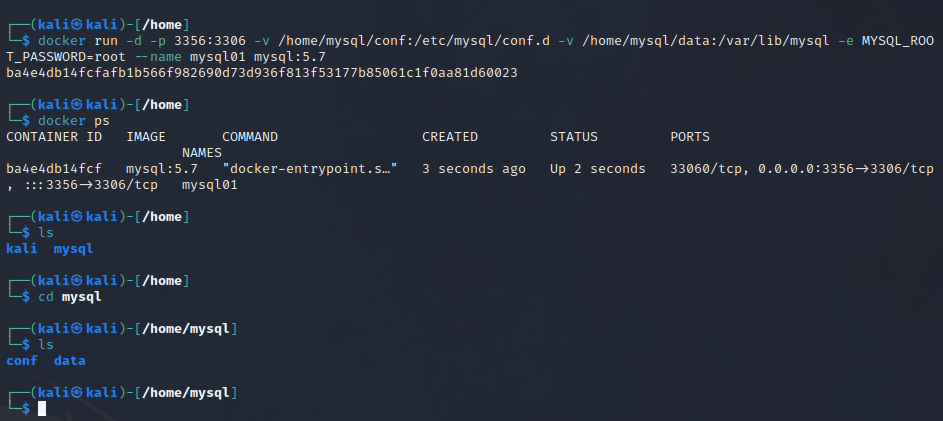 ┌──(kali㉿kali)-[/home]
└─$ docker run -d -p 3356:3306 -v /home/mysql/conf:/etc/mysql/conf.d -v /home/mysql/data:/var/lib/mysql -e MYSQL_ROO
T_PASSWORD=root --name mysql01 mysql:5.7
ba4e4db14fcfafb1b566f982690d73d936f813f53177b85061c1f0aa81d60023
┌──(kali㉿kali)-[/home]
└─$ docker ps
CONTAINER ID   IMAGE       COMMAND                  CREATED         STATUS         PORTS
                      NAMES
ba4e4db14fcf   mysql:5.7   "docker-entrypoint.s…"   3 seconds ago   Up 2 seconds   33060/tcp, 0.0.0.0:3356->3306/tcp
, :::3356->3306/tcp   mysql01
┌──(kali㉿kali)-[/home]
└─$ ls
kali  mysql
┌──(kali㉿kali)-[/home]
└─$ cd mysql
┌──(kali㉿kali)-[/home/mysql]
└─$ ls
conf  data
┌──(kali㉿kali)-[/home/mysql]
└─$